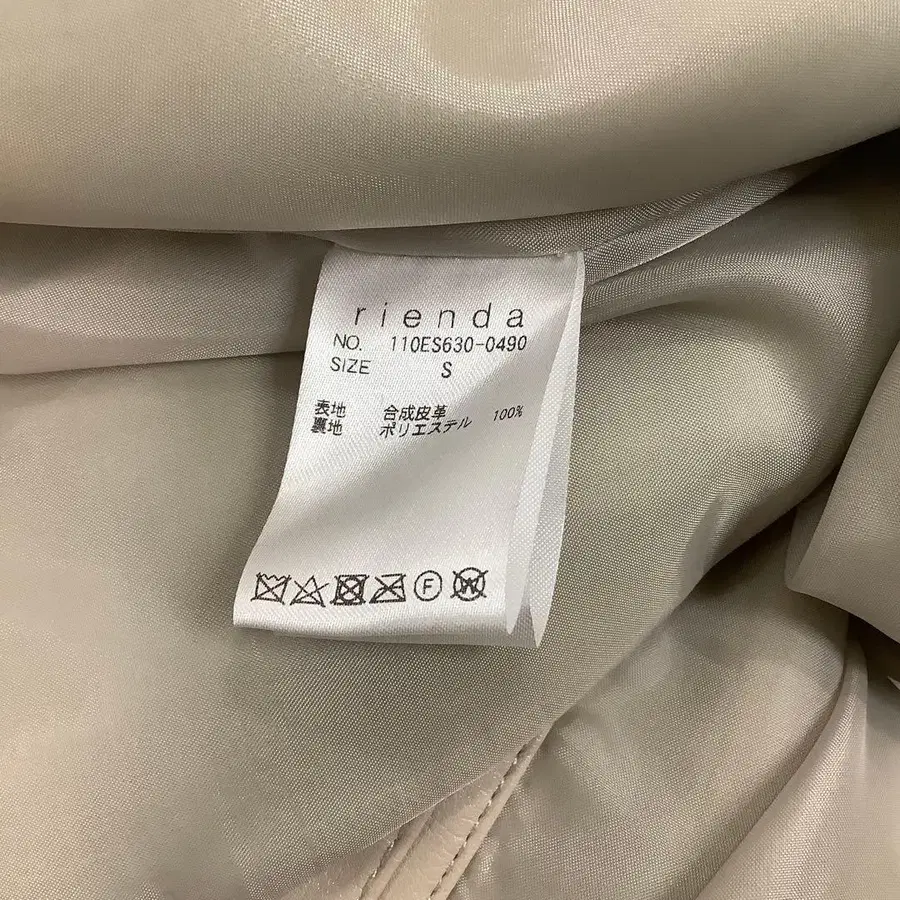 rienda
NO. 110ES630-0490
SIZE S
表地 合成皮革
裏地 ポリエステル 100%
F
W